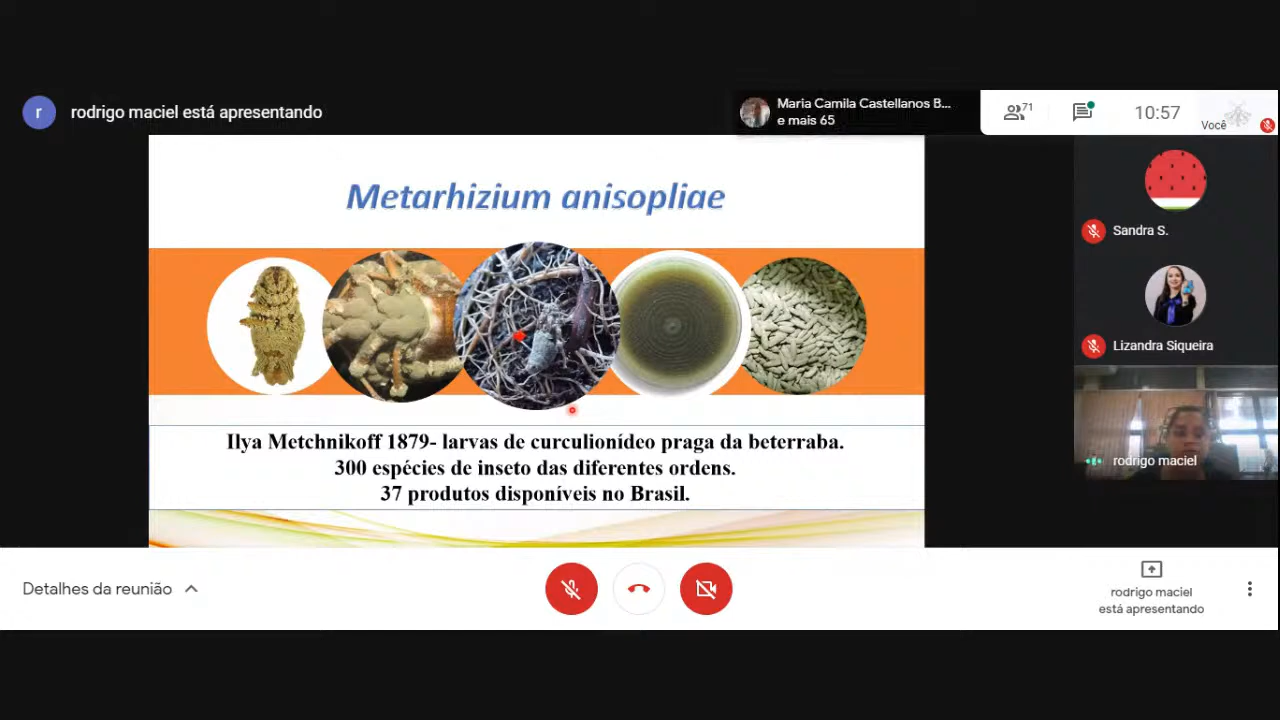 r
rodrigo maciel está apresentando
Maria Camila Castellanos B...
e mais 65
71
10:57
Você
Metarhizium anisopliae
Sandra S.
Lizandra Siqueira
rodrigo maciel
Ilya Metchnikoff 1879- larvas de curculionídeo praga da beterraba.
300 espécies de inseto das diferentes ordens.
37 produtos disponíveis no Brasil.
Detalhes da reunião
rodrigo maciel
está apresentando